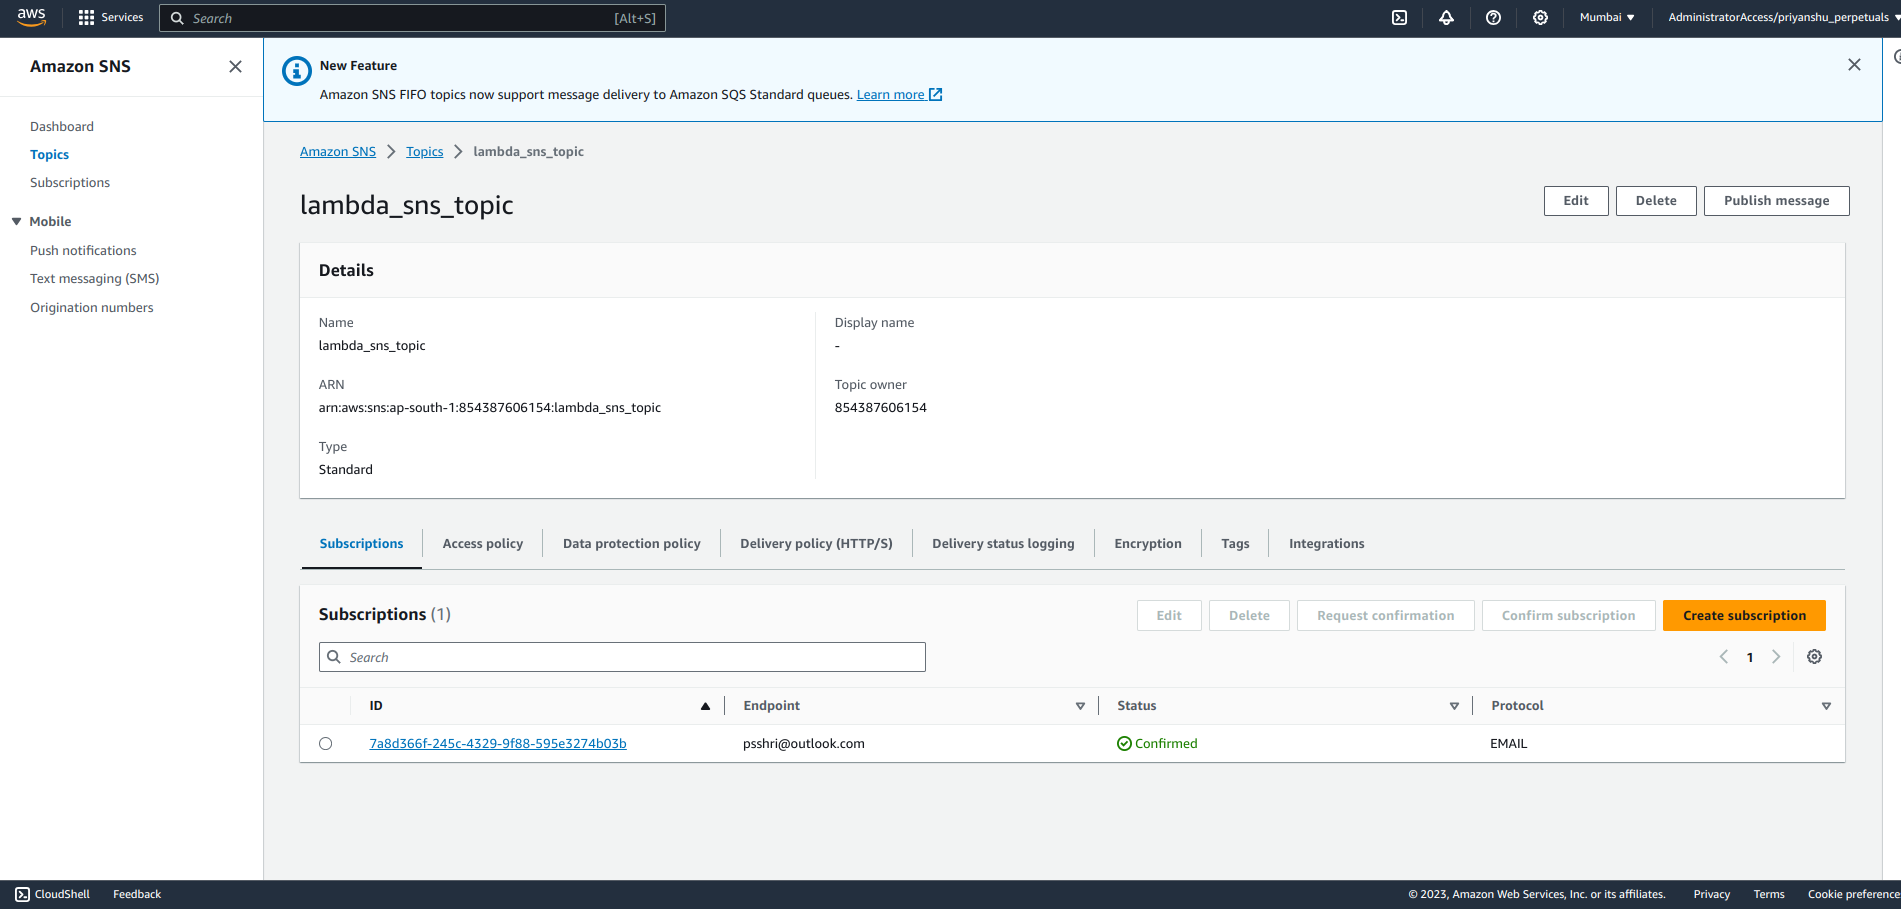 aws Services Search [Alt+S] Mumbai AdministratorAccess/priyanshu_perpetuals
Amazon SNS
Dashboard
Topics
Subscriptions
Mobile
Push notifications
Text messaging (SMS)
Origination numbers
New Feature
Amazon SNS FIFO topics now support message delivery to Amazon SQS Standard queues. Learn more
Amazon SNS Topics lambda_sns_topic
lambda_sns_topic
Edit Delete Publish message
Details
Name
lambda_sns_topic
ARN
arn:aws:sns:ap-south-1:854387606154:lambda_sns_topic
Type
Standard
Display name
-
Topic owner
854387606154
Subscriptions Access policy Data protection policy Delivery policy (HTTP/S) Delivery status logging Encryption Tags Integrations
Subscriptions (1)
Edit Delete Request confirmation Confirm subscription Create subscription
Search
1
ID Endpoint Status Protocol
7a8d366f-245c-4329-9f88-595e3274b03b psshri@outlook.com Confirmed EMAIL
CloudShell Feedback © 2023, Amazon Web Services, Inc. or its affiliates. Privacy Terms Cookie preference